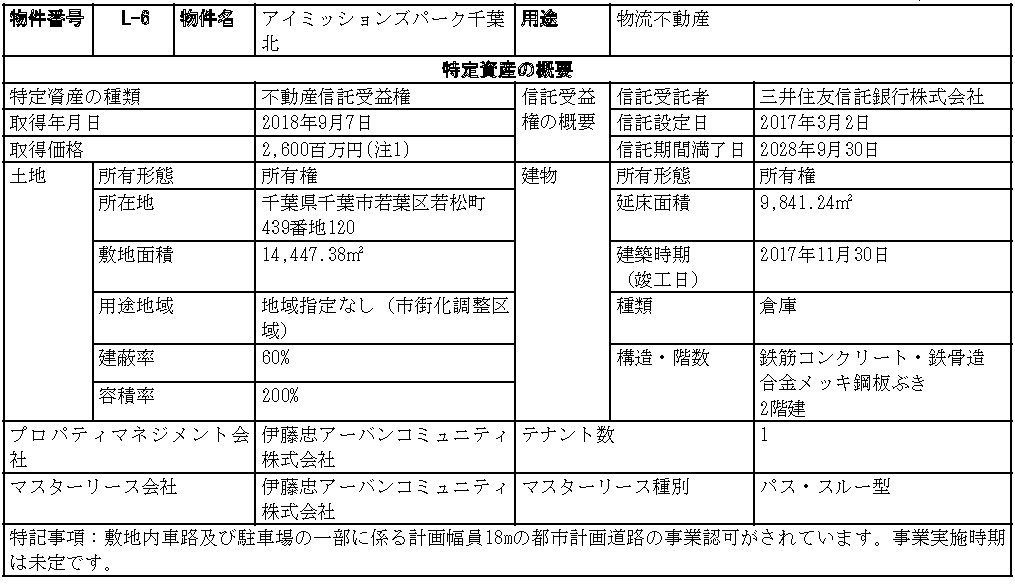 物件番号 L-6 物件名 アイミッションズパーク千葉 用途 物流不動産
北
特定資産の概要
特定資産の種類 不動産信託受益権 信託受益 信託受託者 三井住友信託銀行株式会社
取得年月日 2018年9月7日 権の概要 信託設定日 2017年3月2日
取得価格 2,600百万円(注1) 信託期間満了日 2028年9月30日
土地 所有形態 所有権 建物 所有形態 所有権
所在地 千葉県千葉市若葉区若松町 延床面積 9,841.24㎡
439番地120
敷地面積 14,447.38㎡ 建築時期 2017年11月30日
(竣工日)
用途地域 地域指定なし(市街化調整区 種類 倉庫
域)
建蔽率 60% 構造・階数 鉄筋コンクリート・鉄骨造
合金メッキ鋼板ぶき
容積率 200% 2階建
プロパティマネジメント会 伊藤忠アーバンコミュニティ テナント数 1
社 株式会社
マスターリース会社 伊藤忠アーバンコミュニティ マスターリース種別 パス・スルー型
株式会社
特記事項:敷地内車路及び駐車場の一部に係る計画幅員18mの都市計画道路の事業認可がされています。事業実施時期
は未定です。